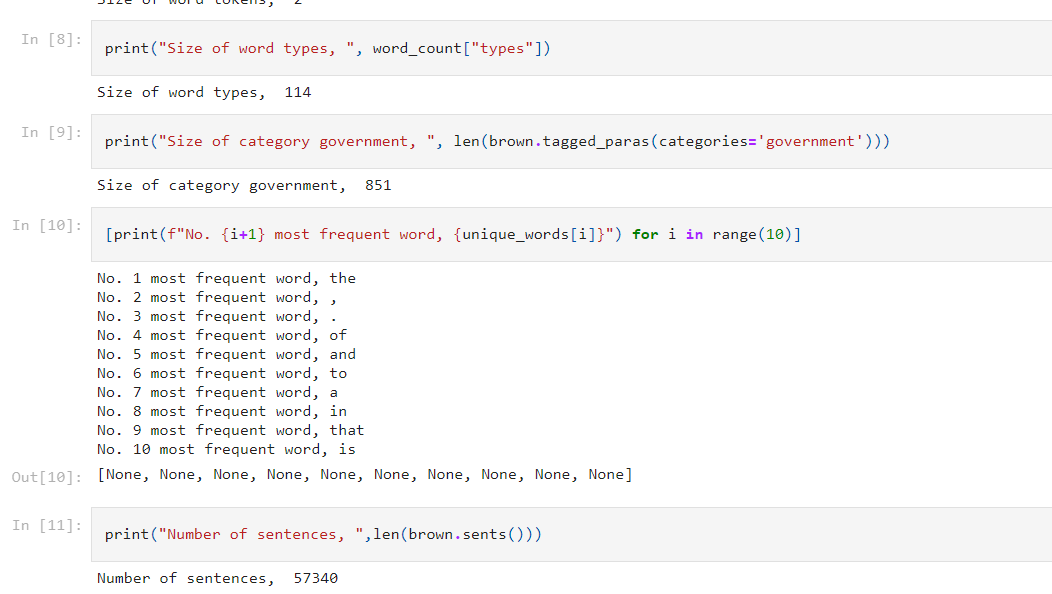 Size of word tokens,  2
In [8]:
print("Size of word types, ", word_count["types"])
Size of word types,  114
In [9]:
print("Size of category government, ", len(brown.tagged_paras(categories='government')))
Size of category government,  851
In [10]:
[print(f"No. {i+1} most frequent word, {unique_words[i]}") for i in range(10)]
No. 1 most frequent word, the
No. 2 most frequent word, ,
No. 3 most frequent word, .
No. 4 most frequent word, of
No. 5 most frequent word, and
No. 6 most frequent word, to
No. 7 most frequent word, a
No. 8 most frequent word, in
No. 9 most frequent word, that
No. 10 most frequent word, is
Out[10]:
[None, None, None, None, None, None, None, None, None, None]
In [11]:
print("Number of sentences, ",len(brown.sents()))
Number of sentences,  57340